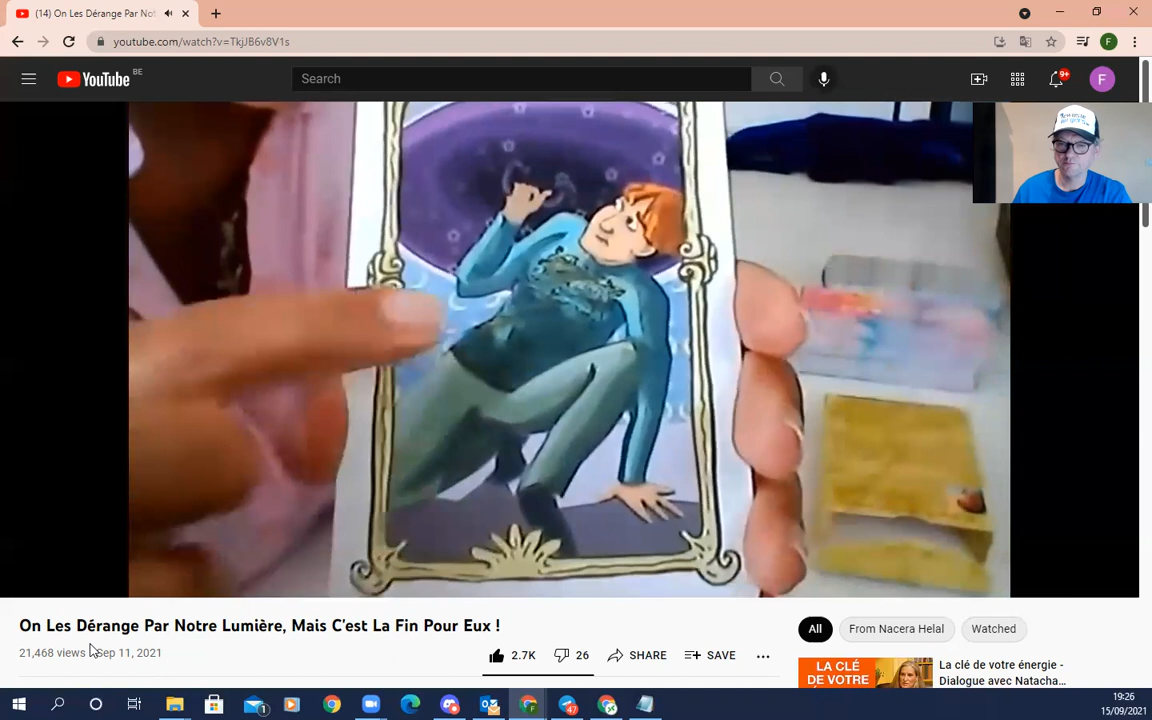 (14) On Les Dérange Par Not
youtube.com/watch?v=TkjJB6v8V1s
YouTube BE
Search
9+
F
On Les Dérange Par Notre Lumière, Mais C'est La Fin Pour Eux !
21,468 views
Sep 11, 2021
2.7K
26
SHARE
SAVE
All
From Nacera Helal
Watched
LA CLÉ
DE VOTRE
La clé de votre énergie -
Dialogue avec Natacha...
19:26
15/09/2021